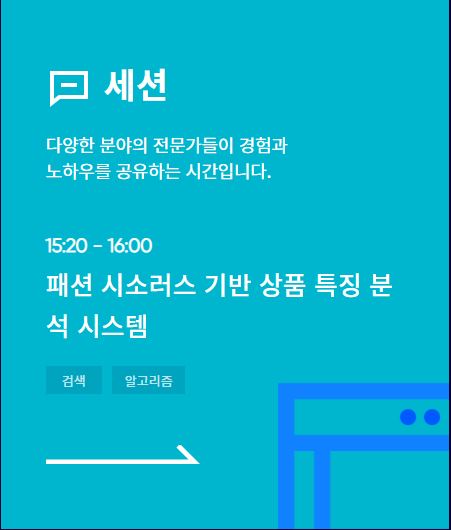 세션
다양한 분야의 전문가들이 경험과
노하우를 공유하는 시간입니다.
15:20 - 16:00
패션 시소러스 기반 상품 특징 분
석 시스템
검색 알고리즘